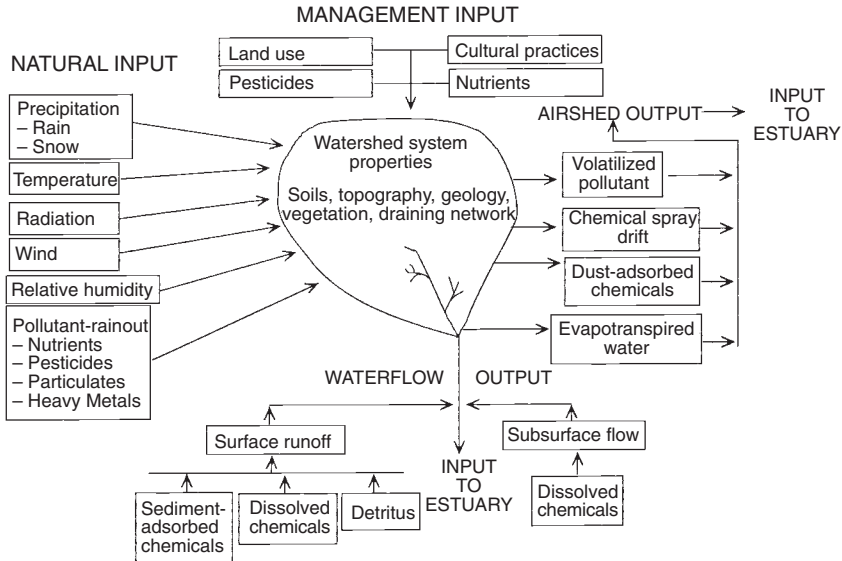 MANAGEMENT INPUT
Land use
Cultural practices
Pesticides
Nutrients
NATURAL INPUT
Precipitation
– Rain
– Snow
Temperature
Radiation
Wind
Relative humidity
Pollutant-rainout
– Nutrients
– Pesticides
– Particulates
– Heavy Metals
Watershed system
properties
Soils, topography, geology,
vegetation, draining network
AIRSHED OUTPUT
INPUT
TO
ESTUARY
Volatilized
pollutant
Chemical spray
drift
Dust-adsorbed
chemicals
Evapotranspired
water
WATERFLOW OUTPUT
Surface runoff
Subsurface flow
INPUT
TO
ESTUARY
Sediment-
adsorbed
chemicals
Dissolved
chemicals
Detritus
Dissolved
chemicals